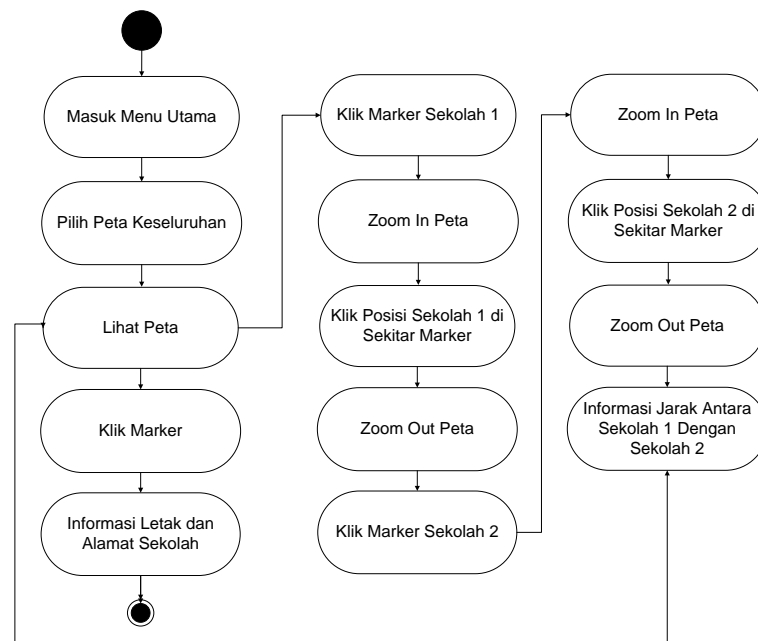 Masuk Menu Utama
Pilih Peta Keseluruhan
Lihat Peta
Klik Marker
Informasi Letak dan
Alamat Sekolah
Klik Marker Sekolah 1
Zoom In Peta
Klik Posisi Sekolah 1 di
Sekitar Marker
Zoom Out Peta
Klik Marker Sekolah 2
Zoom In Peta
Klik Posisi Sekolah 2 di
Sekitar Marker
Zoom Out Peta
Informasi Jarak Antara
Sekolah 1 Dengan
Sekolah 2